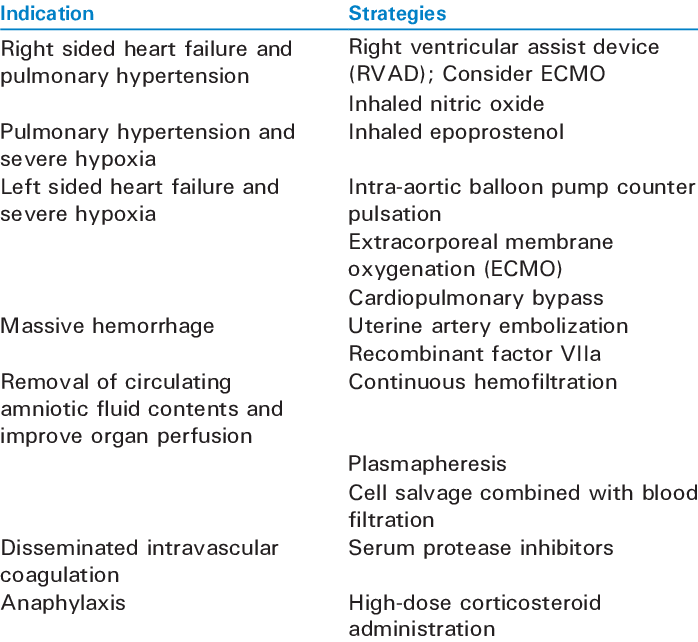 Indication Strategies
Right sided heart failure and Right ventricular assist device
pulmonary hypertension (RVAD); Consider ECMO
Inhaled nitric oxide
Pulmonary hypertension and Inhaled epoprostenol
severe hypoxia
Left sided heart failure and Intra-aortic balloon pump counter
severe hypoxia pulsation
Extracorporeal membrane
oxygenation (ECMO)
Cardiopulmonary bypass
Massive hemorrhage Uterine artery embolization
Recombinant factor VIIa
Removal of circulating Continuous hemofiltration
amniotic fluid contents and
improve organ perfusion
Plasmapheresis
Cell salvage combined with blood
filtration
Disseminated intravascular Serum protease inhibitors
coagulation
Anaphylaxis High-dose corticosteroid
administration